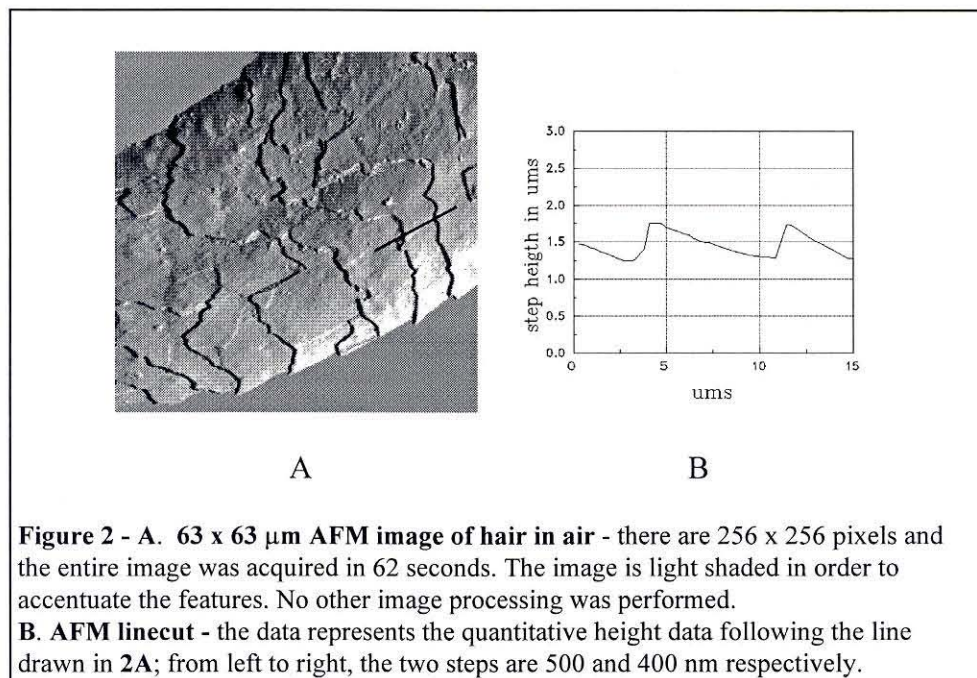 3.0
2.5
2.0
1.5
1.0
0.5
0.0
step heigth in ums
0 5 10 15
ums
A B
Figure 2 - A. 63 x 63 µm AFM image of hair in air - there are 256 x 256 pixels and
the entire image was acquired in 62 seconds. The image is light shaded in order to
accentuate the features. No other image processing was performed.
B. AFM linecut - the data represents the quantitative height data following the line
drawn in 2A; from left to right, the two steps are 500 and 400 nm respectively.